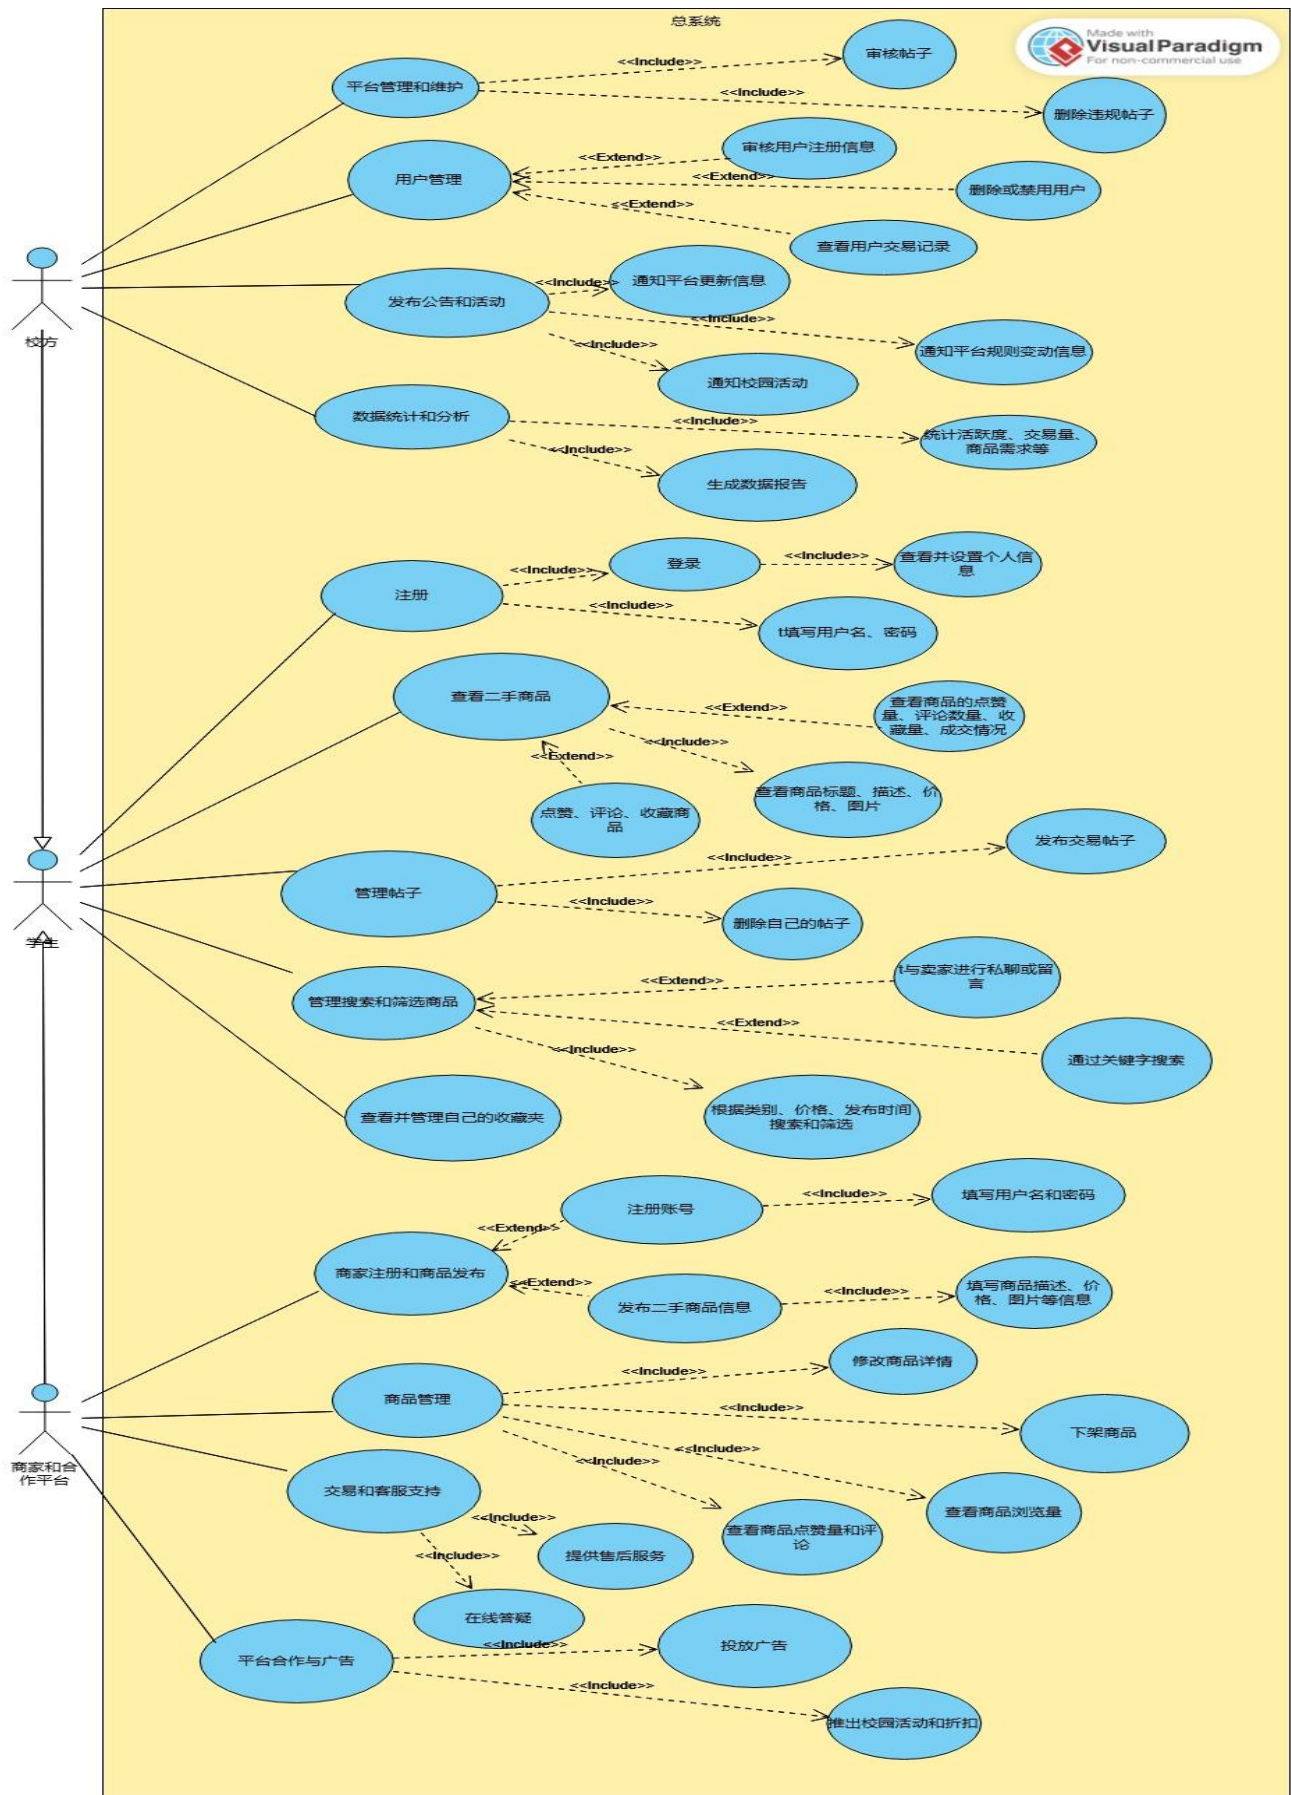 总系统
Made with
Visual Paradigm
For non-commercial use
审核帖子
<<Include>>
平台管理和维护
<<Include>>
删除违规帖子
审核用户注册信息
<<Extend>>
用户管理
<<Extend>>
删除或禁用用户
<<Extend>>
查看用户交易记录
校方
通知平台更新信息
<<Include>>
发布公告和活动
<<Include>>
<<Include>>
通知平台规则变动信息
通知校园活动
数据统计和分析
<<Include>>
统计活跃度、交易量、
商品需求等
<<Include>>
生成数据报告
登录
<<Include>>
查看并设置个人信
息
<<Include>>
注册
<<Include>>
t填写用户名、密码
查看二手商品
<<Extend>>
查看商品的点赞
量、评论数量、收
藏量、成交情况
<<Include>>
<<Extend>>
查看商品标题、描述、价
格、图片
点赞、评论、收藏商
品
发布交易帖子
<<Include>>
管理帖子
<<Include>>
删除自己的帖子
学生
t与卖家进行私聊或留
言
<<Extend>>
管理搜索和筛选商品
<<Extend>>
<<Include>>
通过关键字搜索
查看并管理自己的收藏夹
根据类别、价格、发布时间
搜索和筛选
<<Include>>
填写用户名和密码
注册账号
<<Extend>>
商家注册和商品发布
<<Extend>>
发布二手商品信息
<<Include>>
填写商品描述、价
格、图片等信息
修改商品详情
<<Include>>
商品管理
<<Include>>
下架商品
<<Include>>
<<Include>>
商家和合
作平台
交易和客服支持
查看商品浏览量
<<Include>>
查看商品点赞量和评
论
<<Include>>
提供售后服务
在线答疑
<<Include>>
投放广告
平台合作与广告
<<Include>>
推出校园活动和折扣